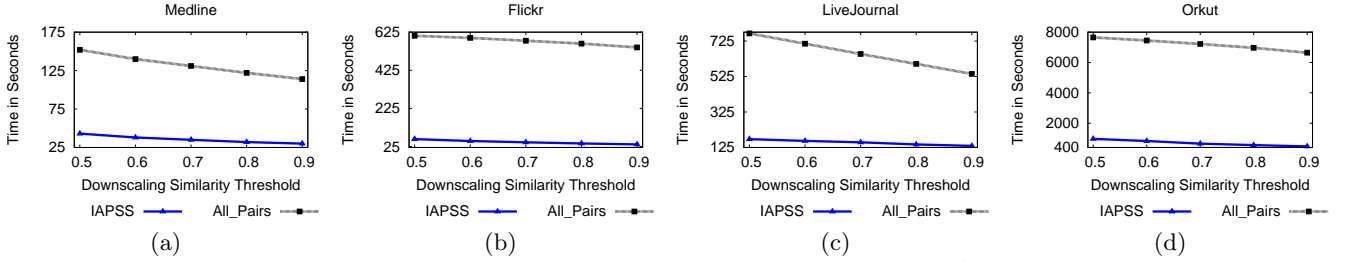 Medline
Time in Seconds
175
125
75
25
0.5 0.6 0.7 0.8 0.9
Downscaling Similarity Threshold
IAPSS All_Pairs
(a)
Flickr
Time in Seconds
625
425
225
25
0.5 0.6 0.7 0.8 0.9
Downscaling Similarity Threshold
IAPSS All_Pairs
(b)
LiveJournal
Time in Seconds
725
525
325
125
0.5 0.6 0.7 0.8 0.9
Downscaling Similarity Threshold
IAPSS All_Pairs
(c)
Orkut
Time in Seconds
8000
6000
4000
2000
400
0.5 0.6 0.7 0.8 0.9
Downscaling Similarity Threshold
IAPSS All_Pairs
(d)